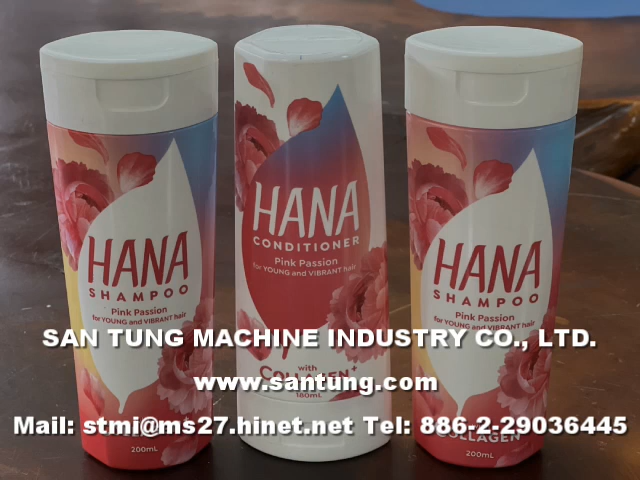 HANA
SHAMPOO
Pink Passion
for YOUNG and VIBRANT hair
COLLAGEN
200mL
HANA
CONDITIONER
Pink Passion
for YOUNG and VIBRANT hair
with
COLLAGEN+
180mL
HANA
SHAMPOO
Pink Passion
for YOUNG and VIBRANT hair
COLLAGEN
200mL
SAN TUNG MACHINE INDUSTRY CO., LTD.
www.santung.com
Mail: stmi@ms27.hinet.net Tel: 886-2-29036445